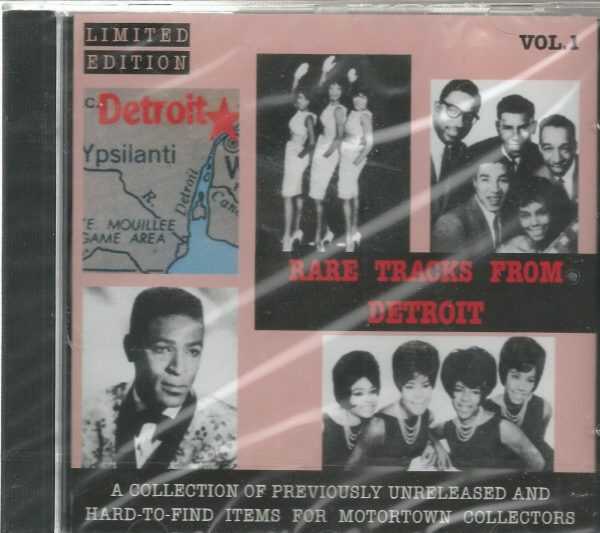 LIMITED
EDITION
VOL.1
C.
Detroit
Ypsilanti
R.
Detroit
TE. MOUILLEE
GAME AREA
RARE TRACKS FROM
DETROIT
A COLLECTION OF PREVIOUSLY UNRELEASED AND
HARD-TO-FIND ITEMS FOR MOTORTOWN COLLECTORS